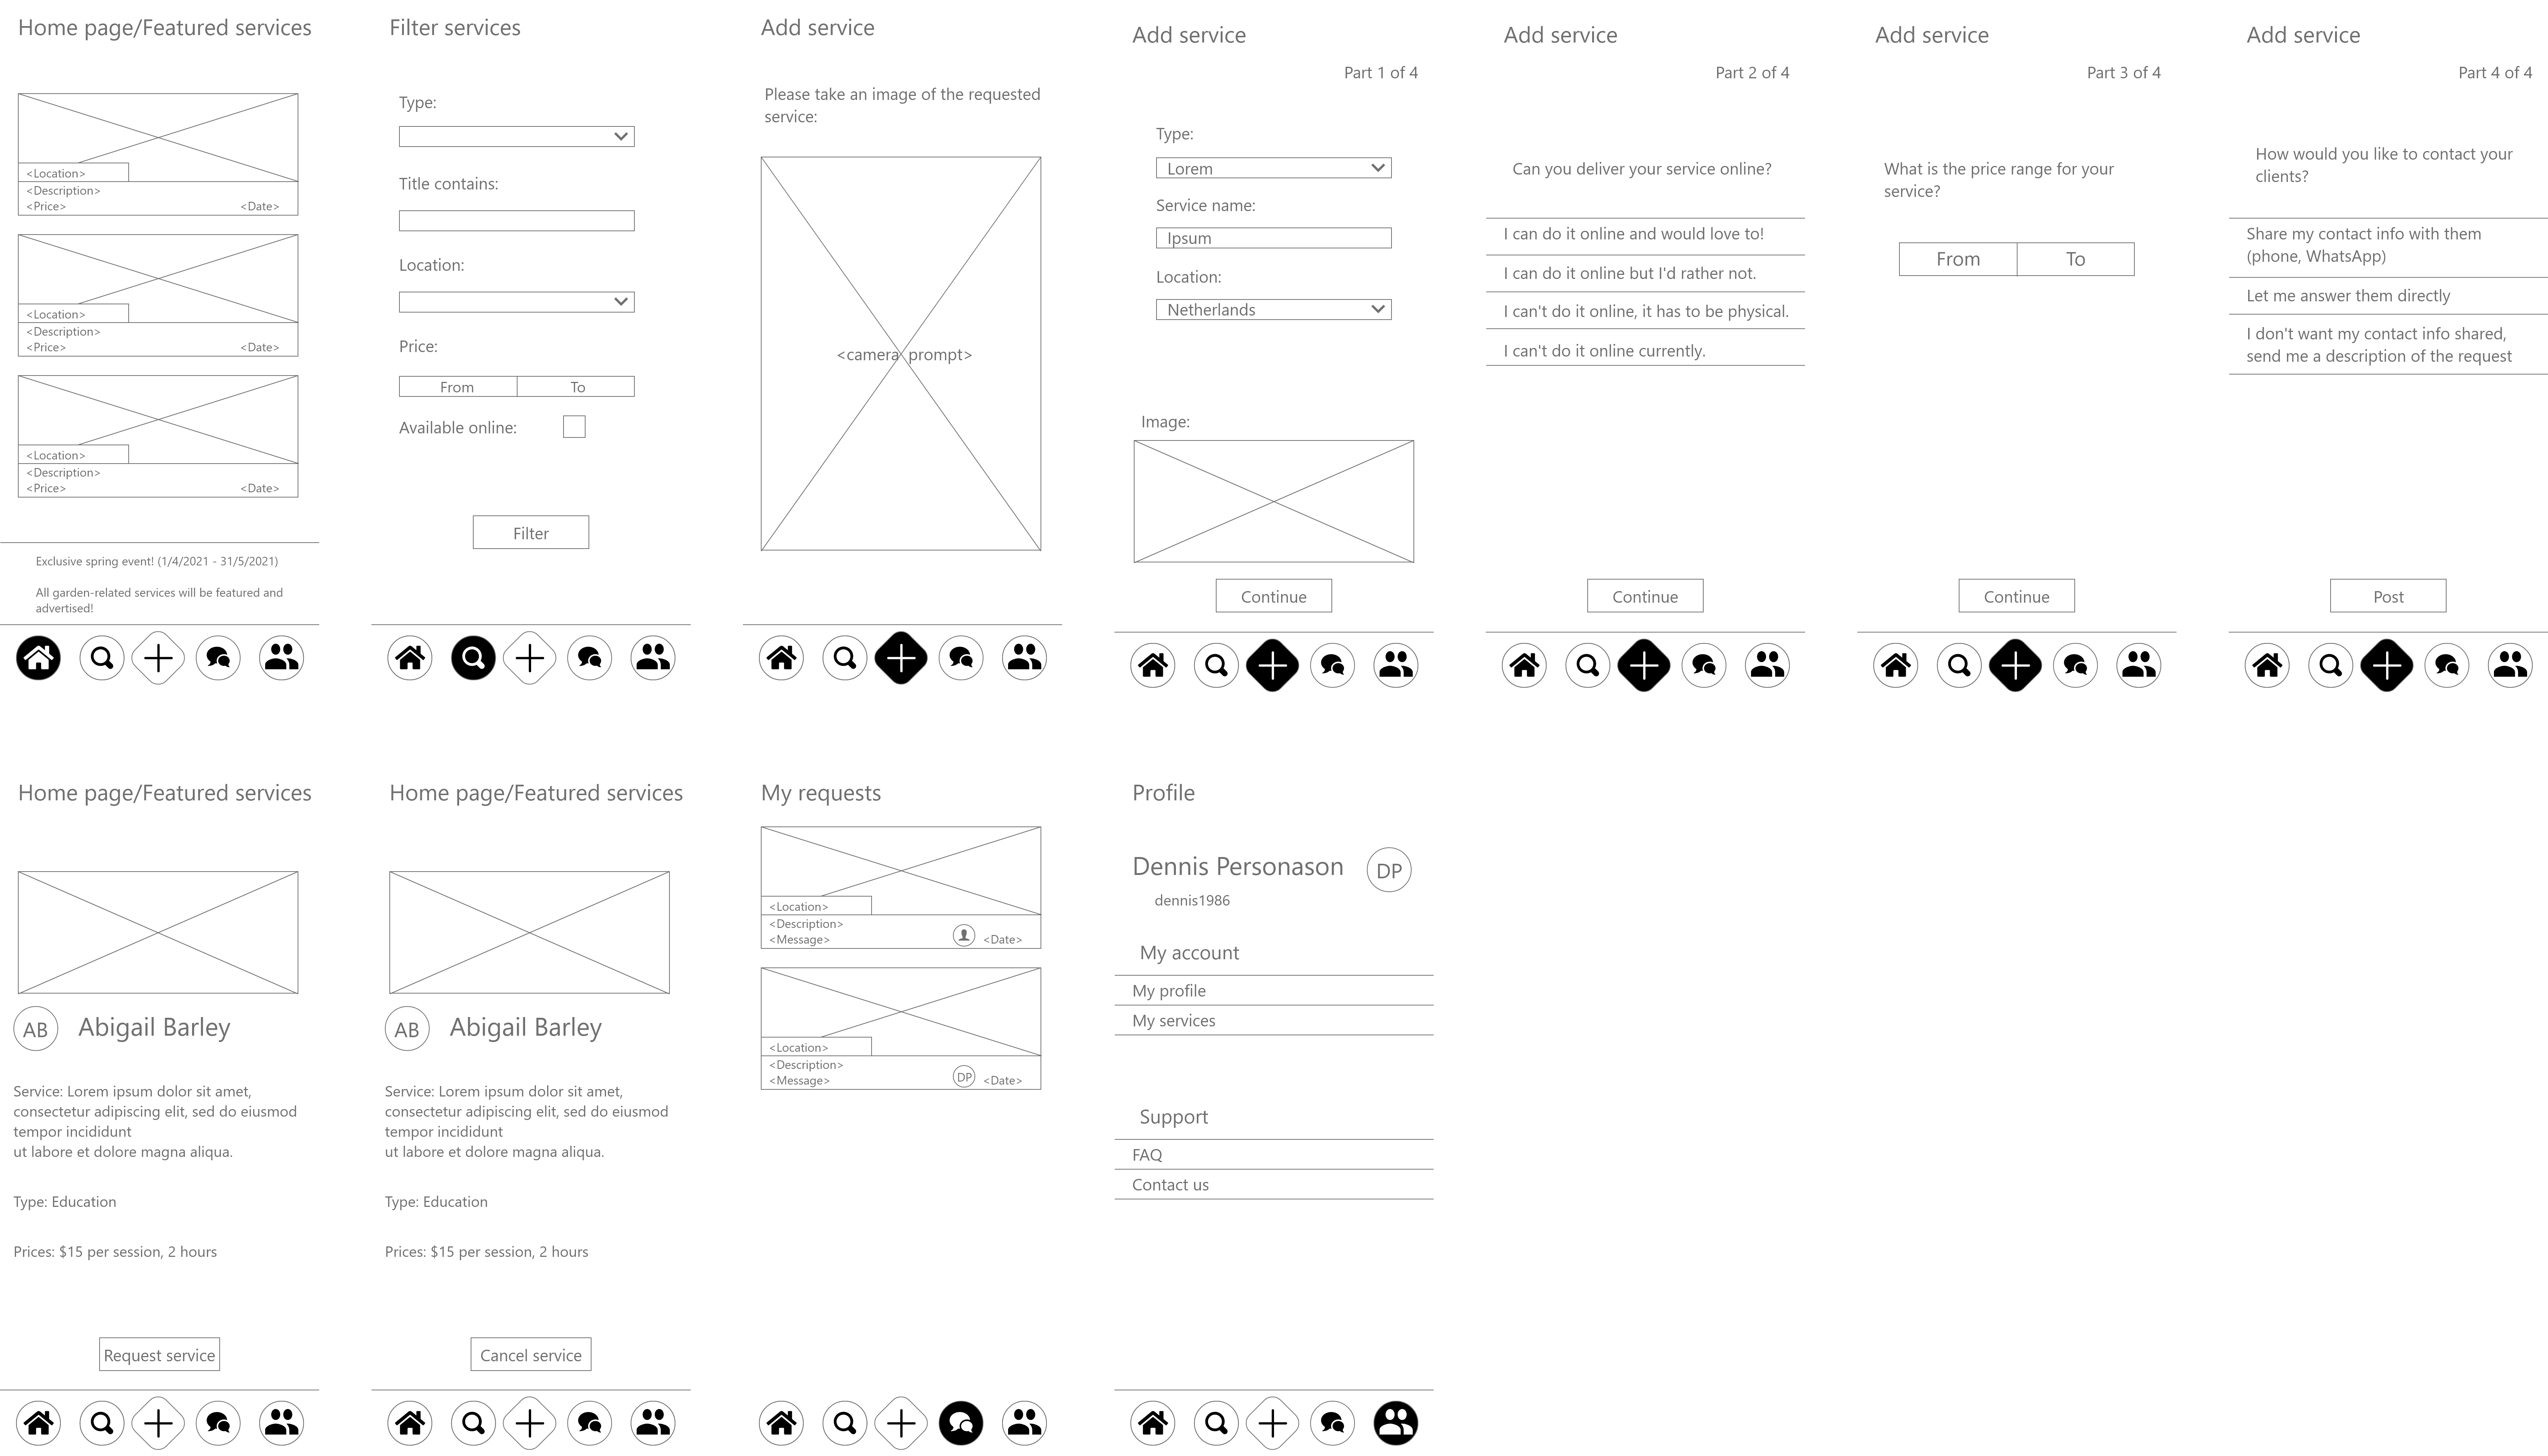 Home page/Featured services
<Location>
<Description>
<Price> <Date>
<Location>
<Description>
<Price> <Date>
<Location>
<Description>
<Price> <Date>
Exclusive spring event! (1/4/2021 - 31/5/2021)
All garden-related services will be featured and
advertised!
Filter services
Type:
Title contains:
Location:
Price:
From To
Available online:
Filter
Add service
Please take an image of the requested
service:
<camera prompt>
Add service
Part 1 of 4
Type:
Lorem
Service name:
Ipsum
Location:
Netherlands
Image:
Continue
Add service
Part 2 of 4
Can you deliver your service online?
I can do it online and would love to!
I can do it online but I'd rather not.
I can't do it online, it has to be physical.
I can't do it online currently.
Continue
Add service
Part 3 of 4
What is the price range for your
service?
From To
Continue
Add service
Part 4 of 4
How would you like to contact your
clients?
Share my contact info with them
(phone, WhatsApp)
Let me answer them directly
I don't want my contact info shared,
send me a description of the request
Post
Home page/Featured services
AB Abigail Barley
Service: Lorem ipsum dolor sit amet,
consectetur adipiscing elit, sed do eiusmod
tempor incididunt
ut labore et dolore magna aliqua.
Type: Education
Prices: $15 per session, 2 hours
Request service
Home page/Featured services
AB Abigail Barley
Service: Lorem ipsum dolor sit amet,
consectetur adipiscing elit, sed do eiusmod
tempor incididunt
ut labore et dolore magna aliqua.
Type: Education
Prices: $15 per session, 2 hours
Cancel service
My requests
<Location>
<Description>
<Message> <Date>
<Location>
<Description>
<Message> DP <Date>
Profile
Dennis Personason DP
dennis1986
My account
My profile
My services
Support
FAQ
Contact us